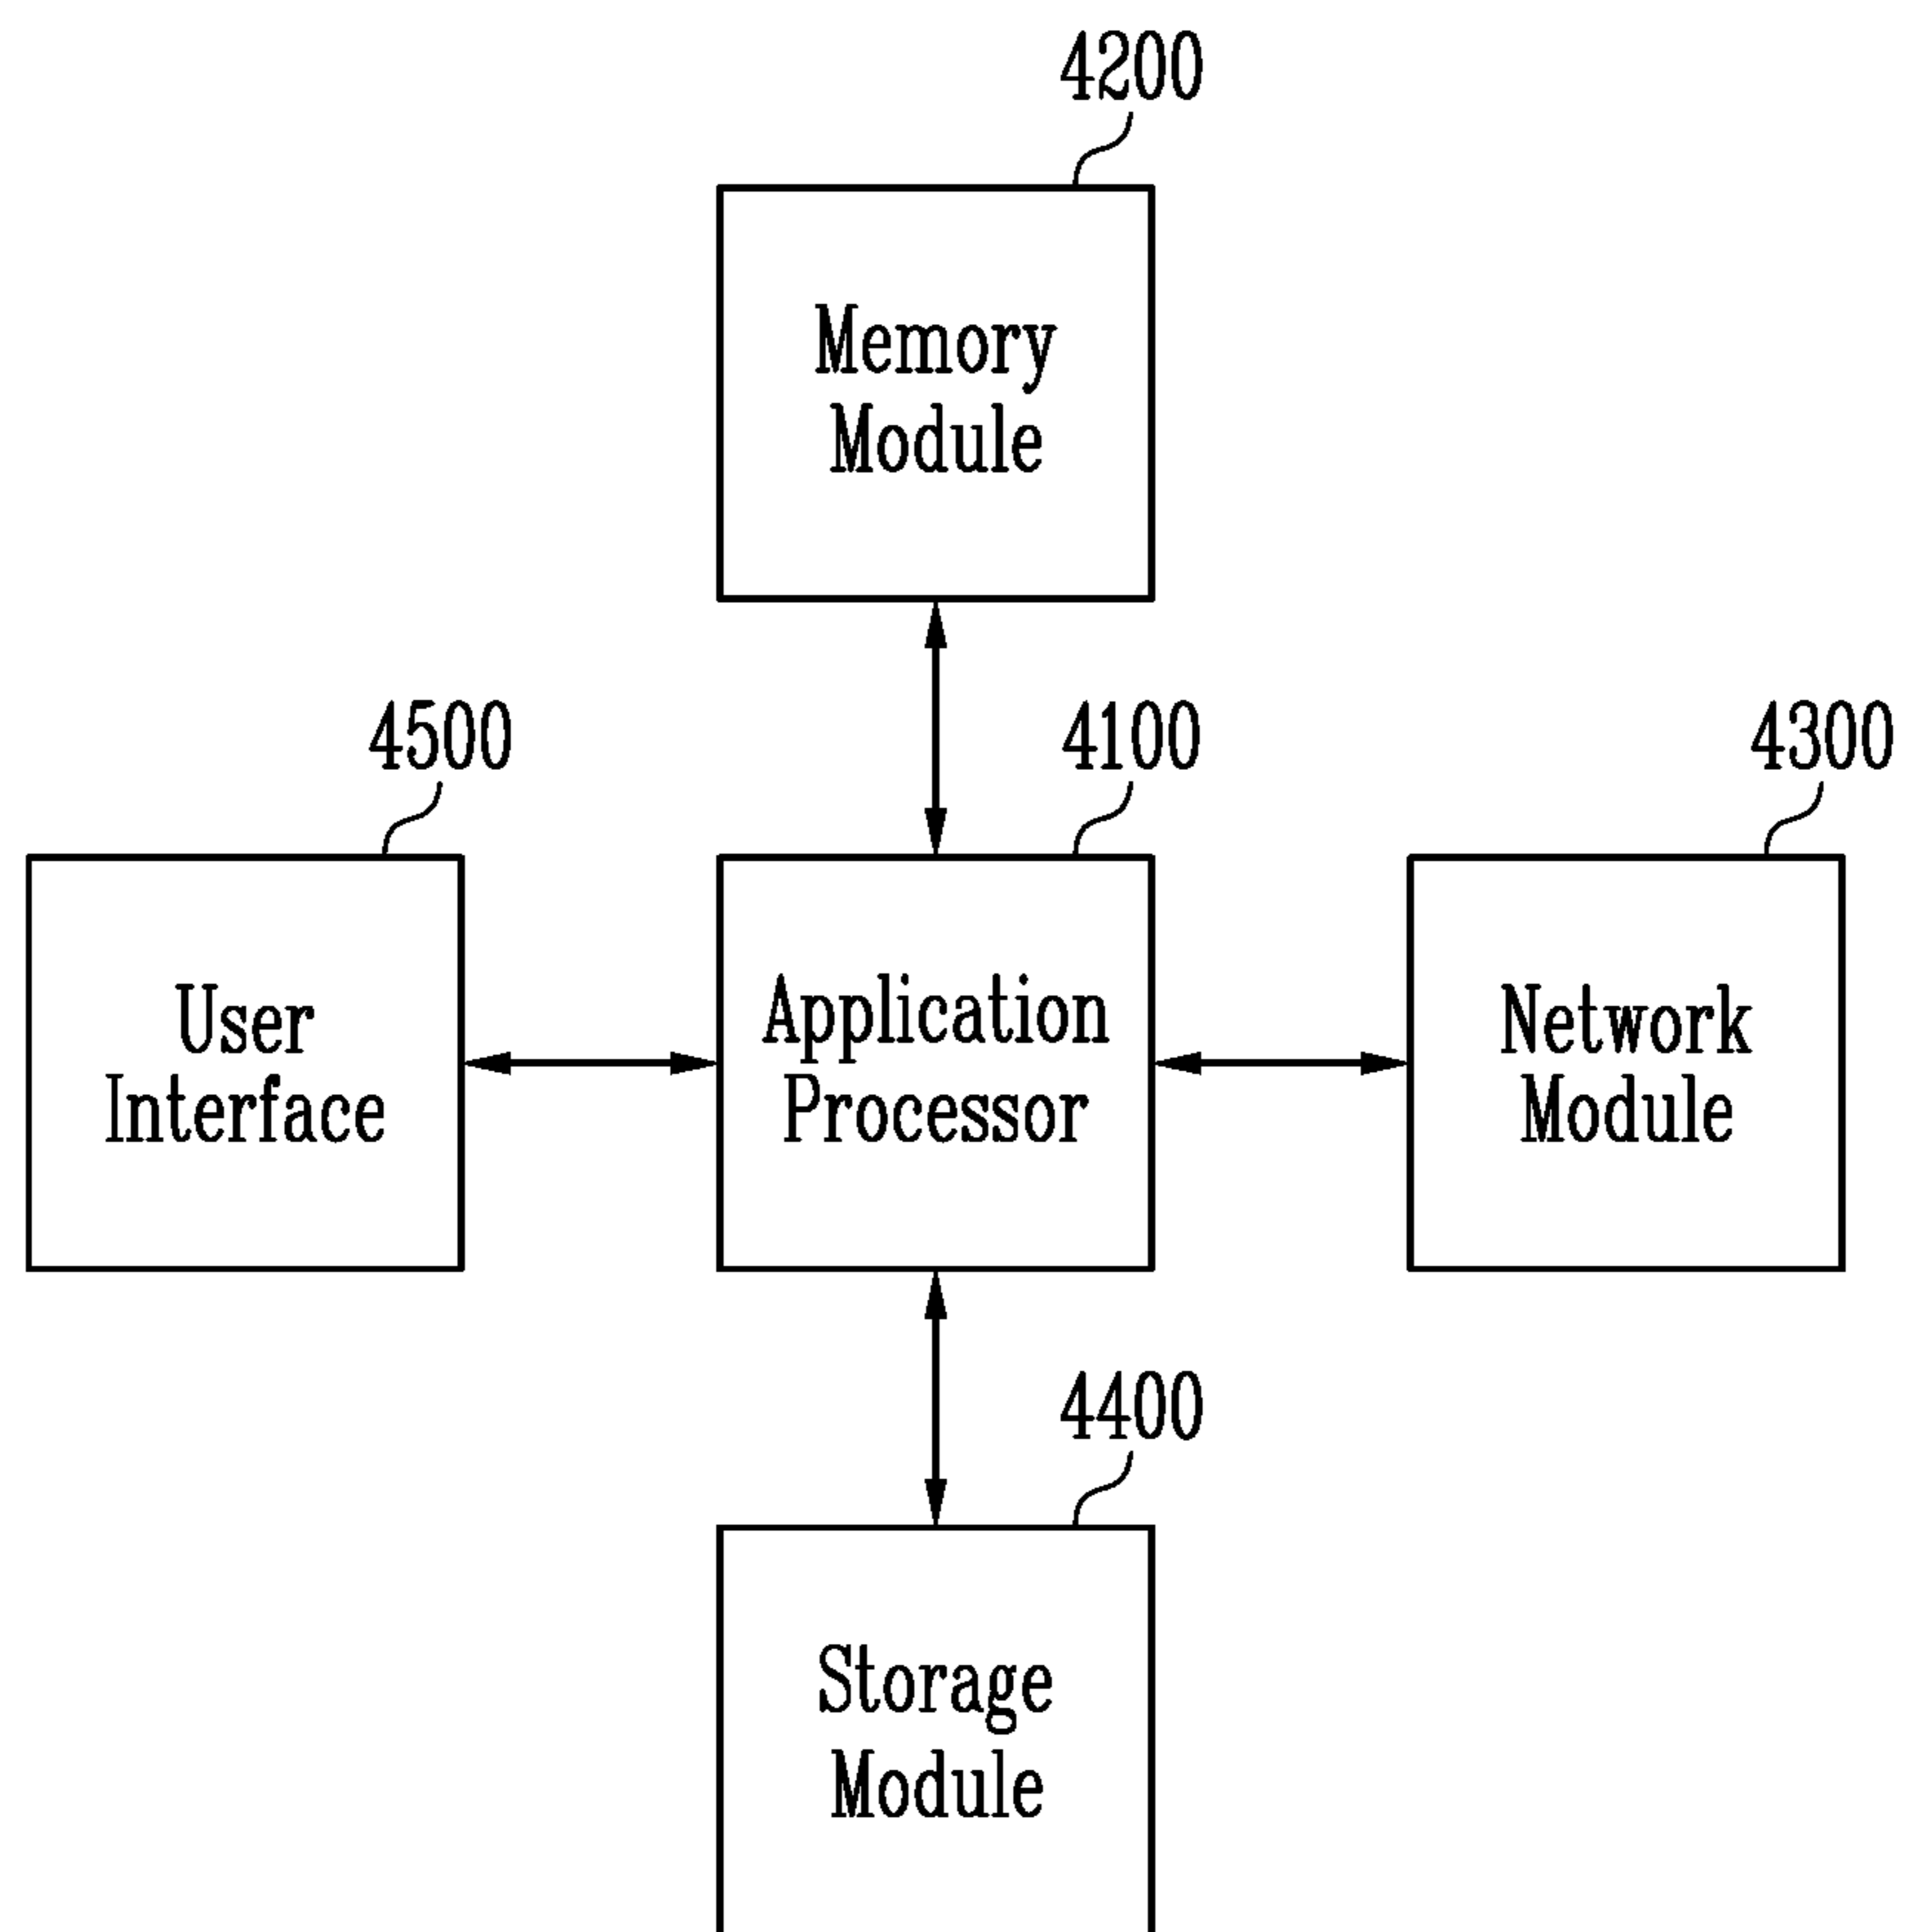 4200
Memory
Module
4500
4100
4300
User
Interface
Application
Processor
Network
Module
4400
Storage
Module